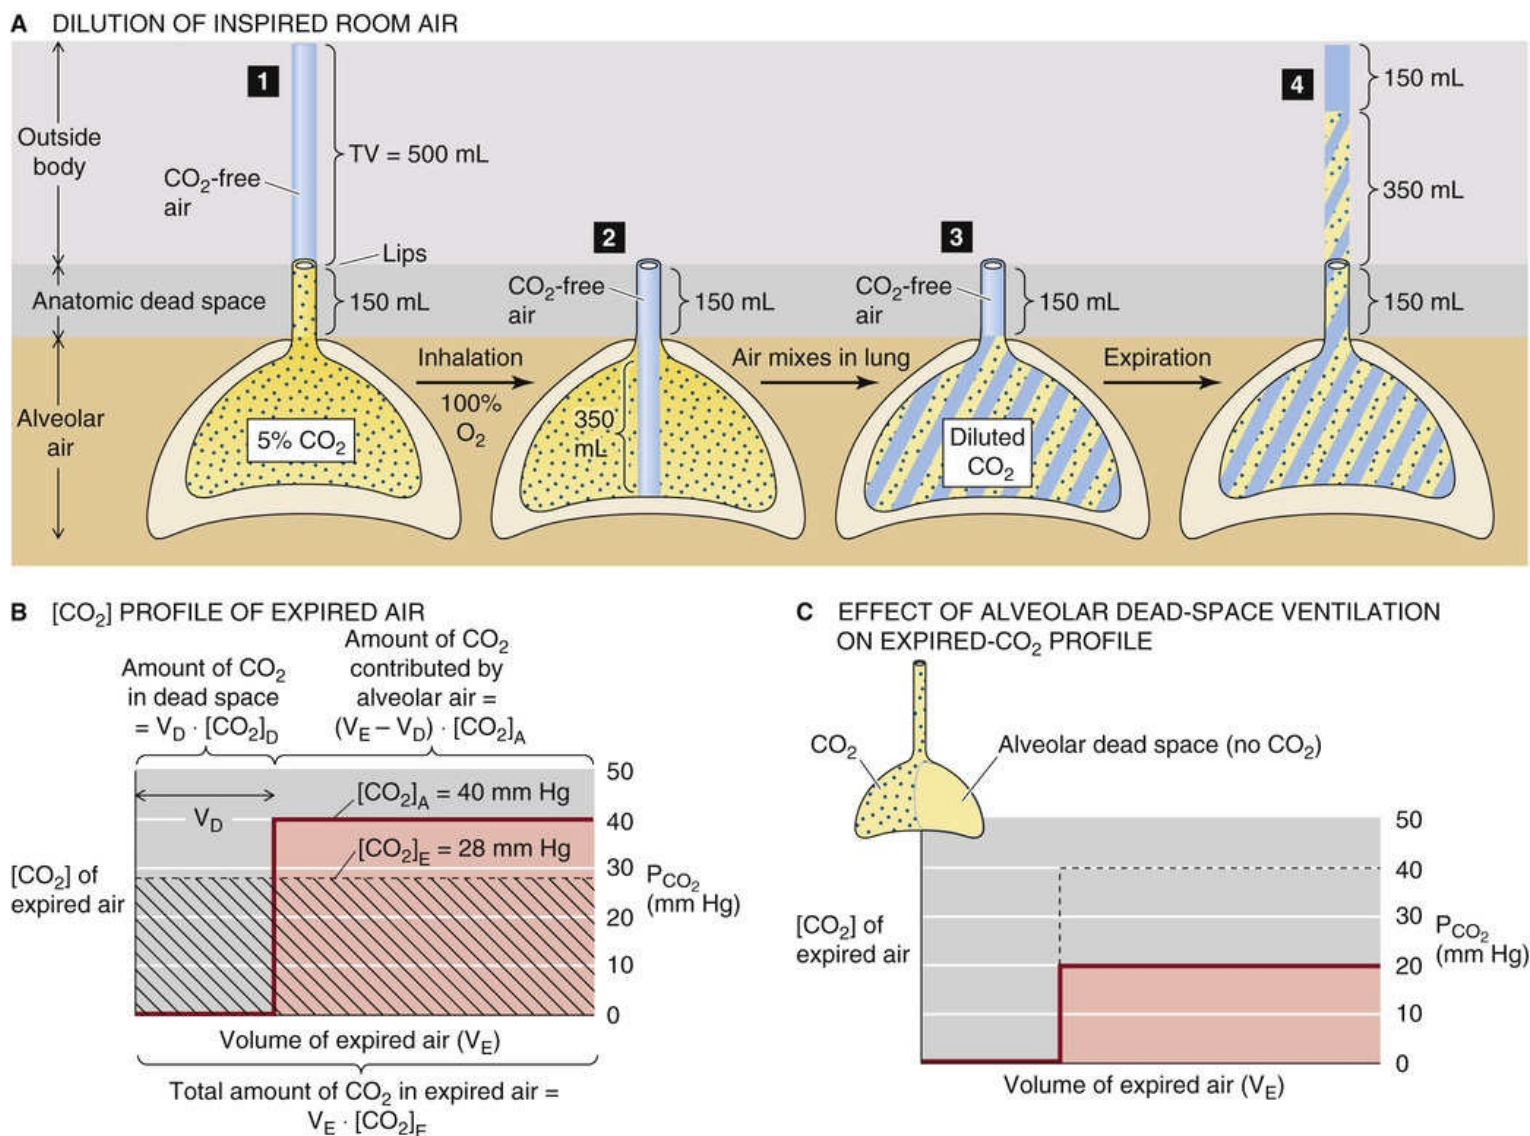 A DILUTION OF INSPIRED ROOM AIR
1
4
150 mL
Outside
body
TV = 500 mL
CO2-free
air
350 mL
2
3
Lips
Anatomic dead space
150 mL
CO2-free
air
150 mL
CO2-free
air
150 mL
150 mL
Inhalation
100%
O2
Air mixes in lung
Expiration
Alveolar
air
5% CO2
350
mL
Diluted
CO2
B [CO2] PROFILE OF EXPIRED AIR
Amount of CO2
in dead space
= VD · [CO2]D
Amount of CO2
contributed by
alveolar air =
(VE – VD) · [CO2]A
[CO2]A = 40 mm Hg
VD
[CO2]E = 28 mm Hg
[CO2] of
expired air
50
40
30
20
10
0
PCO2
(mm Hg)
Volume of expired air (VE)
Total amount of CO2 in expired air =
VE · [CO2]E
C EFFECT OF ALVEOLAR DEAD-SPACE VENTILATION
ON EXPIRED-CO2 PROFILE
CO2
Alveolar dead space (no CO2)
[CO2] of
expired air
50
40
30
20
10
0
PCO2
(mm Hg)
Volume of expired air (VE)